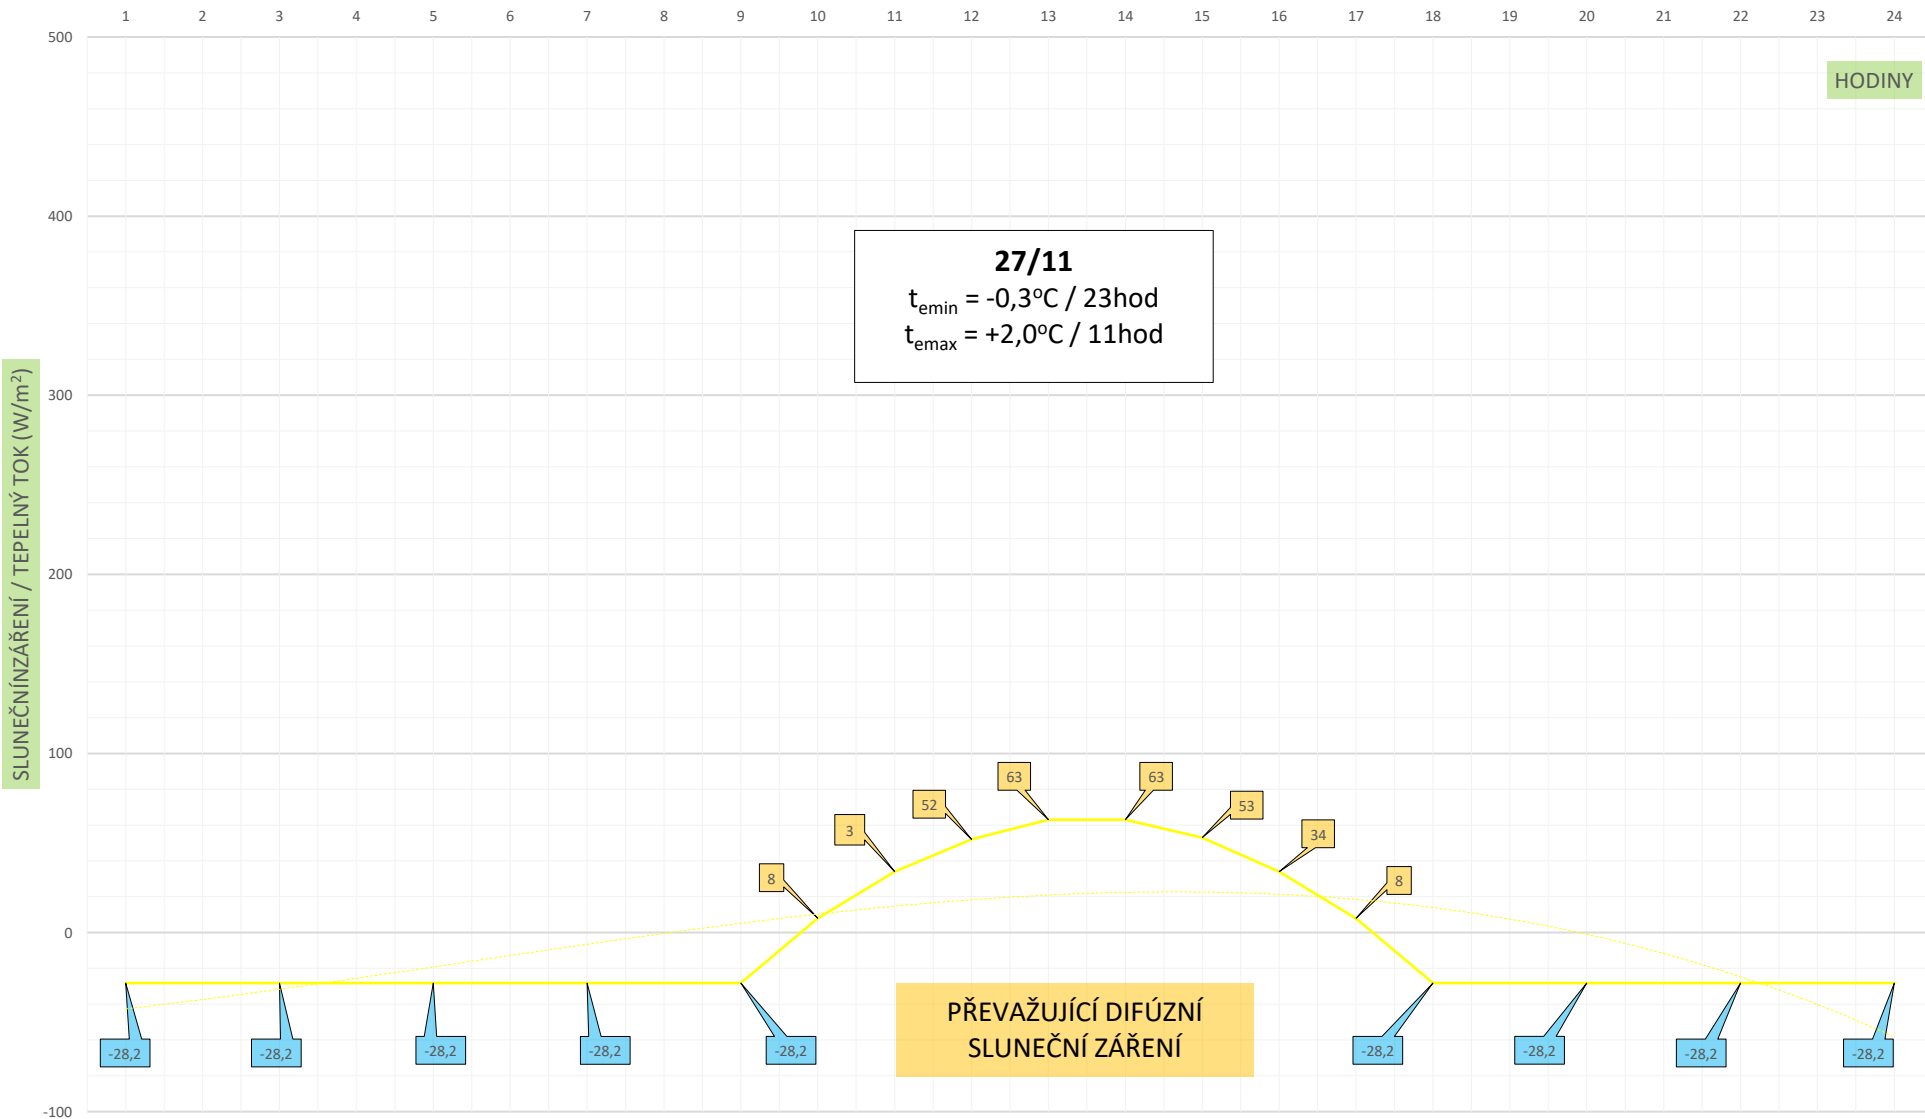 1 2 3 4 5 6 7 8 9 10 11 12 13 14 15 16 17 18 19 20 21 22 23 24
500
HODINY
400
27/11
temin = -0,3°C / 23hod
temax = +2,0°C / 11hod
300
SLUNEČNÍNZÁŘENÍ / TEPELNÝ TOK (W/m²)
200
100
63 63
52 53
3 34
8 8
0
PŘEVAŽUJÍCÍ DIFÚZNÍ
SLUNEČNÍ ZÁŘENÍ
-28,2 -28,2 -28,2 -28,2 -28,2 -28,2 -28,2 -28,2 -28,2
-100